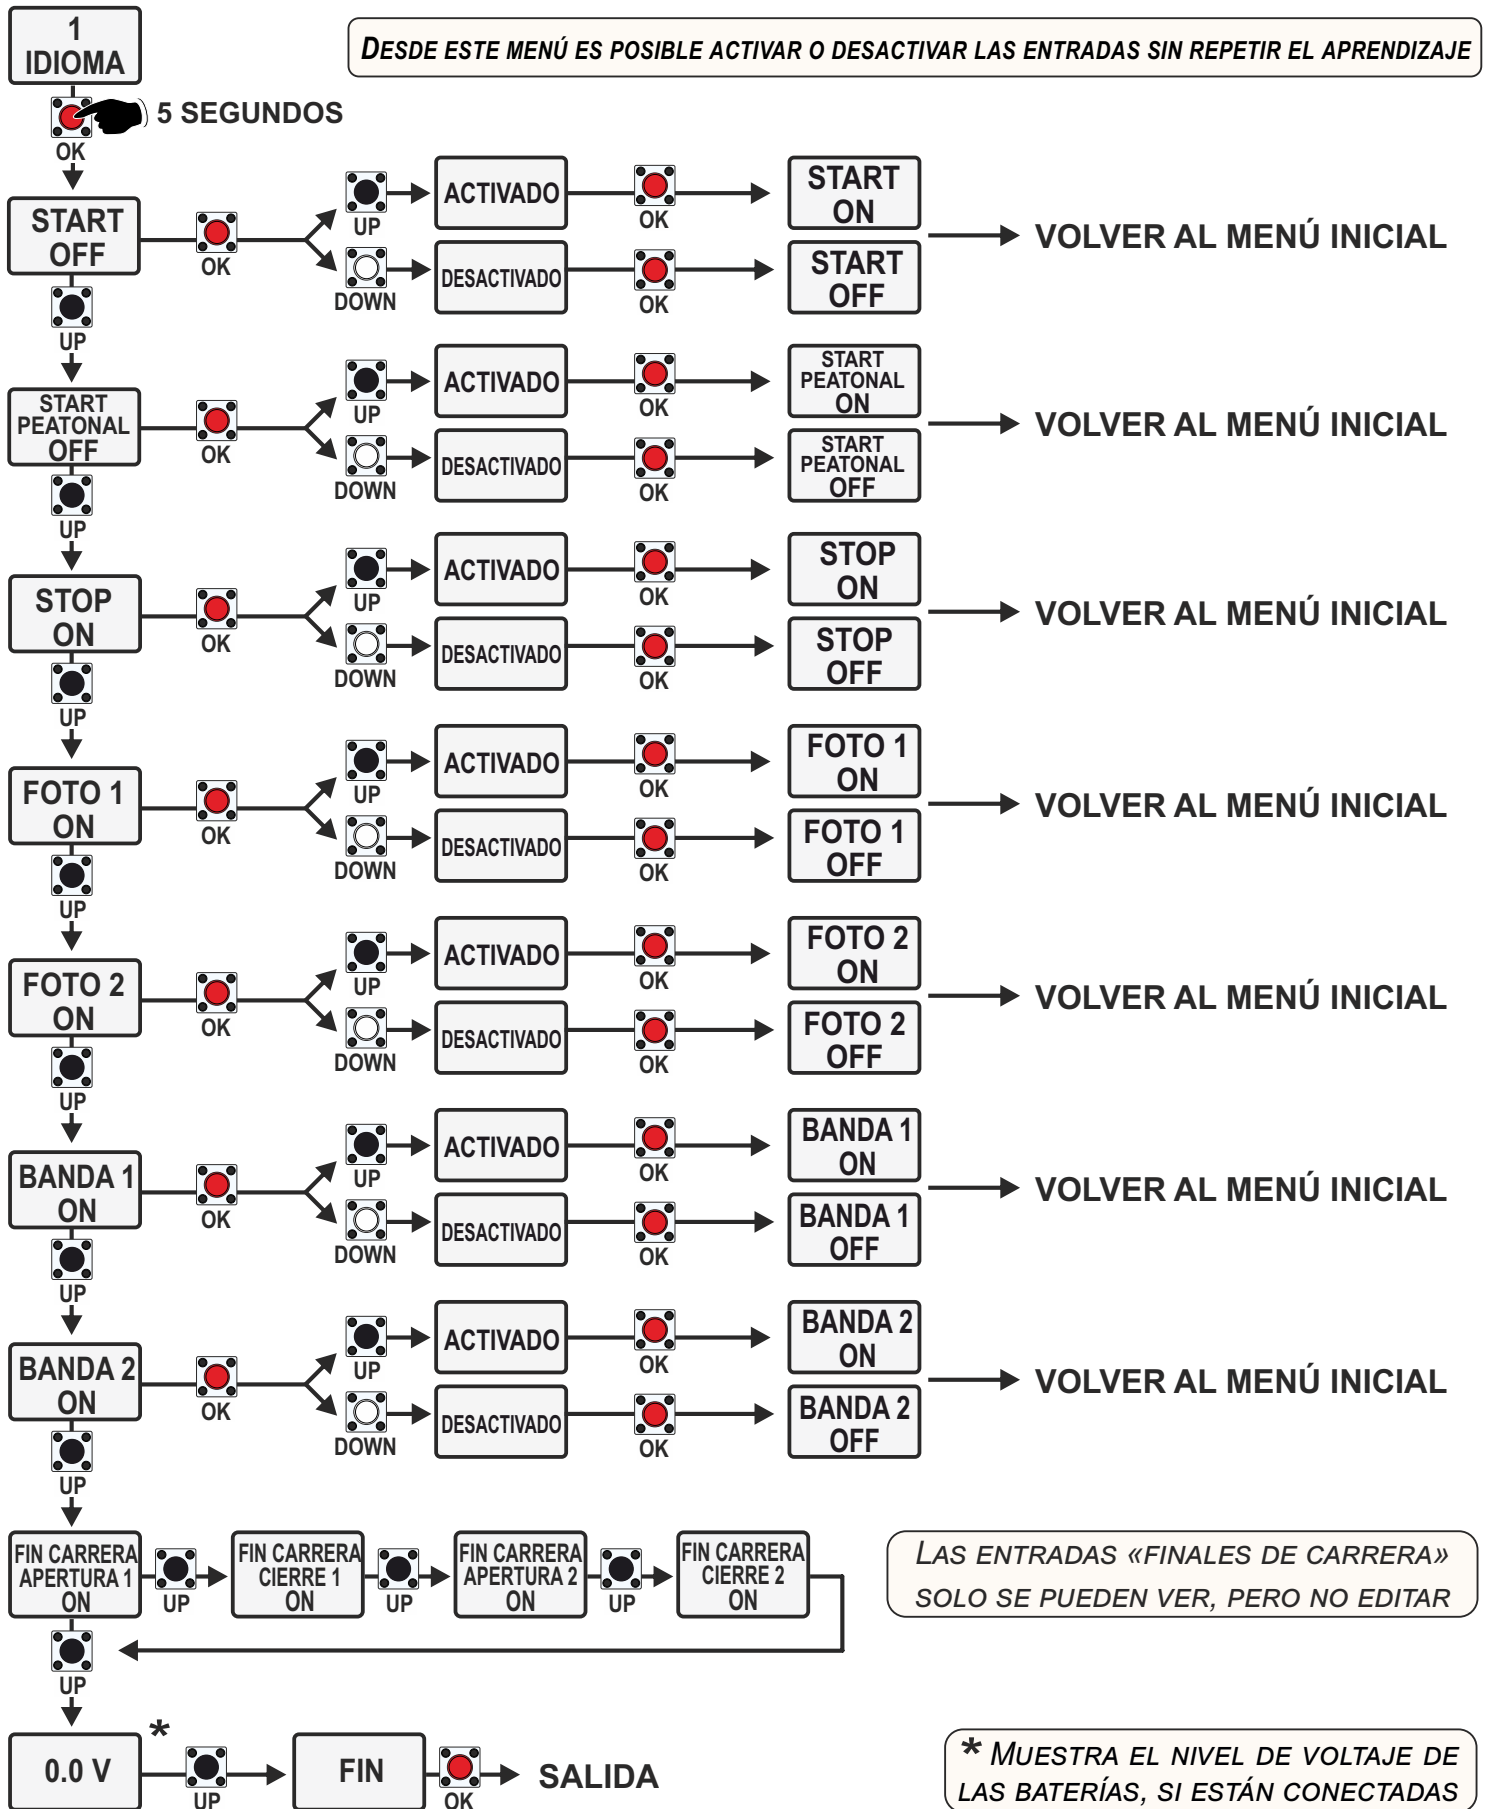 1
IDIOMA
DESDE ESTE MENÚ ES POSIBLE ACTIVAR O DESACTIVAR LAS ENTRADAS SIN REPETIR EL APRENDIZAJE
5 SEGUNDOS
OK
START
OFF
OK
UP
ACTIVADO
OK
START
ON
DOWN
DESACTIVADO
OK
START
OFF
VOLVER AL MENÚ INICIAL
UP
START
PEATONAL
OFF
OK
UP
ACTIVADO
OK
START
PEATONAL
ON
DOWN
DESACTIVADO
OK
START
PEATONAL
OFF
VOLVER AL MENÚ INICIAL
UP
STOP
ON
OK
UP
ACTIVADO
OK
STOP
ON
DOWN
DESACTIVADO
OK
STOP
OFF
VOLVER AL MENÚ INICIAL
UP
FOTO 1
ON
OK
UP
ACTIVADO
OK
FOTO 1
ON
DOWN
DESACTIVADO
OK
FOTO 1
OFF
VOLVER AL MENÚ INICIAL
UP
FOTO 2
ON
OK
UP
ACTIVADO
OK
FOTO 2
ON
DOWN
DESACTIVADO
OK
FOTO 2
OFF
VOLVER AL MENÚ INICIAL
UP
BANDA 1
ON
OK
UP
ACTIVADO
OK
BANDA 1
ON
DOWN
DESACTIVADO
OK
BANDA 1
OFF
VOLVER AL MENÚ INICIAL
UP
BANDA 2
ON
OK
UP
ACTIVADO
OK
BANDA 2
ON
DOWN
DESACTIVADO
OK
BANDA 2
OFF
VOLVER AL MENÚ INICIAL
UP
FIN CARRERA
APERTURA 1
ON
UP
FIN CARRERA
CIERRE 1
ON
UP
FIN CARRERA
APERTURA 2
ON
UP
FIN CARRERA
CIERRE 2
ON
LAS ENTRADAS «FINALES DE CARRERA»
SOLO SE PUEDEN VER, PERO NO EDITAR
UP
0.0 V
*
UP
FIN
OK
SALIDA
* MUESTRA EL NIVEL DE VOLTAJE DE
LAS BATERÍAS, SI ESTÁN CONECTADAS